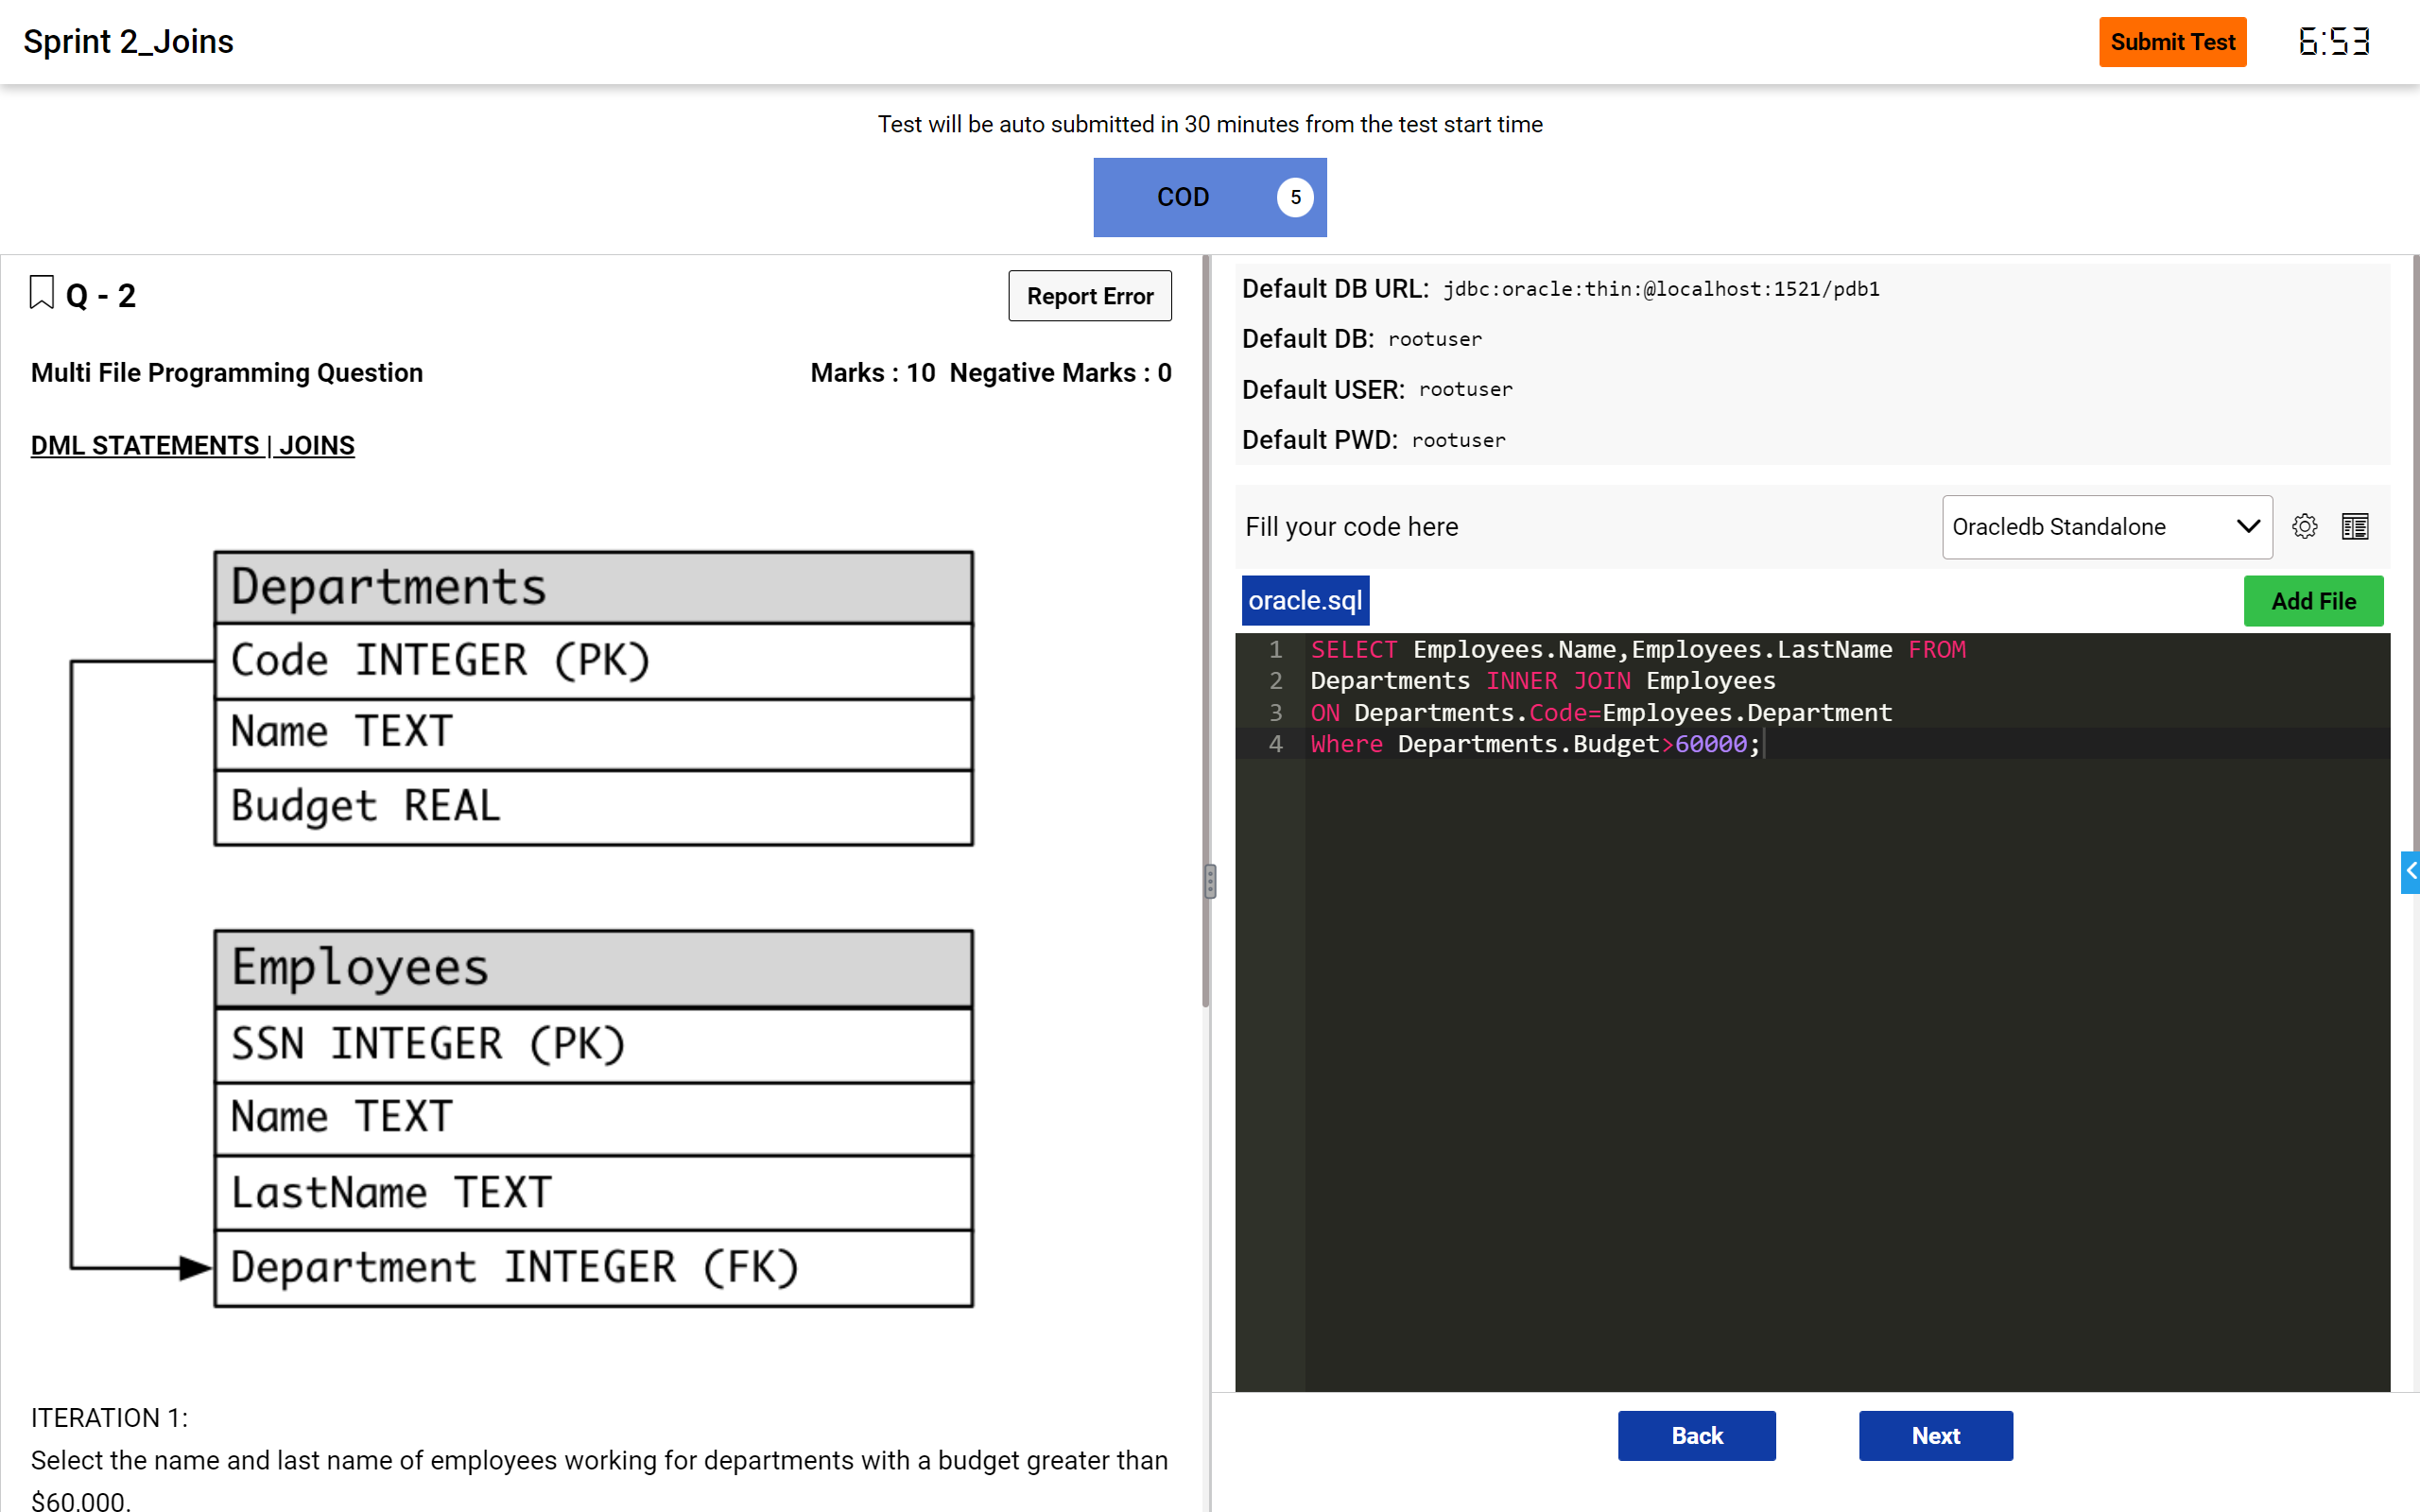 Sprint 2_Joins
Submit Test
6:53
Test will be auto submitted in 30 minutes from the test start time
COD 5
Q - 2
Report Error
Multi File Programming Question
Marks : 10 Negative Marks : 0
DML STATEMENTS | JOINS
Departments
Code INTEGER (PK)
Name TEXT
Budget REAL
Employees
SSN INTEGER (PK)
Name TEXT
LastName TEXT
Department INTEGER (FK)
ITERATION 1:
Select the name and last name of employees working for departments with a budget greater than
$60,000.
Default DB URL: jdbc:oracle:thin:@localhost:1521/pdb1
Default DB: rootuser
Default USER: rootuser
Default PWD: rootuser
Fill your code here
Oracledb Standalone
oracle.sql
Add File
1 SELECT Employees.Name,Employees.LastName FROM
2 Departments INNER JOIN Employees
3 ON Departments.Code=Employees.Department
4 Where Departments.Budget>60000;
Back
Next